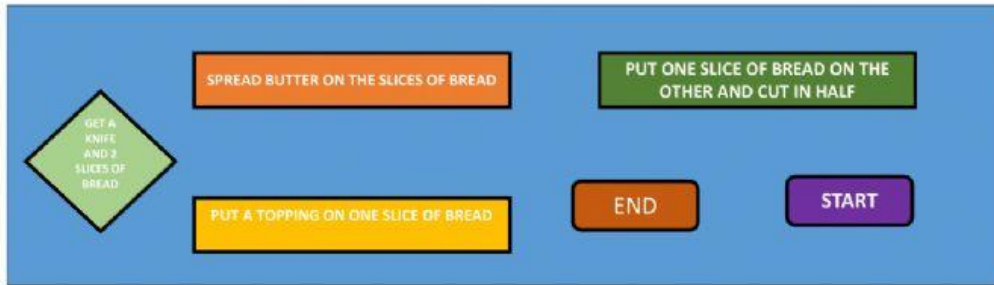 SPREAD BUTTER ON THE SLICES OF BREAD
PUT ONE SLICE OF BREAD ON THE
OTHER AND CUT IN HALF
GET A
KNIFE
AND 2
SLICES OF
BREAD
PUT A TOPPING ON ONE SLICE OF BREAD
END
START